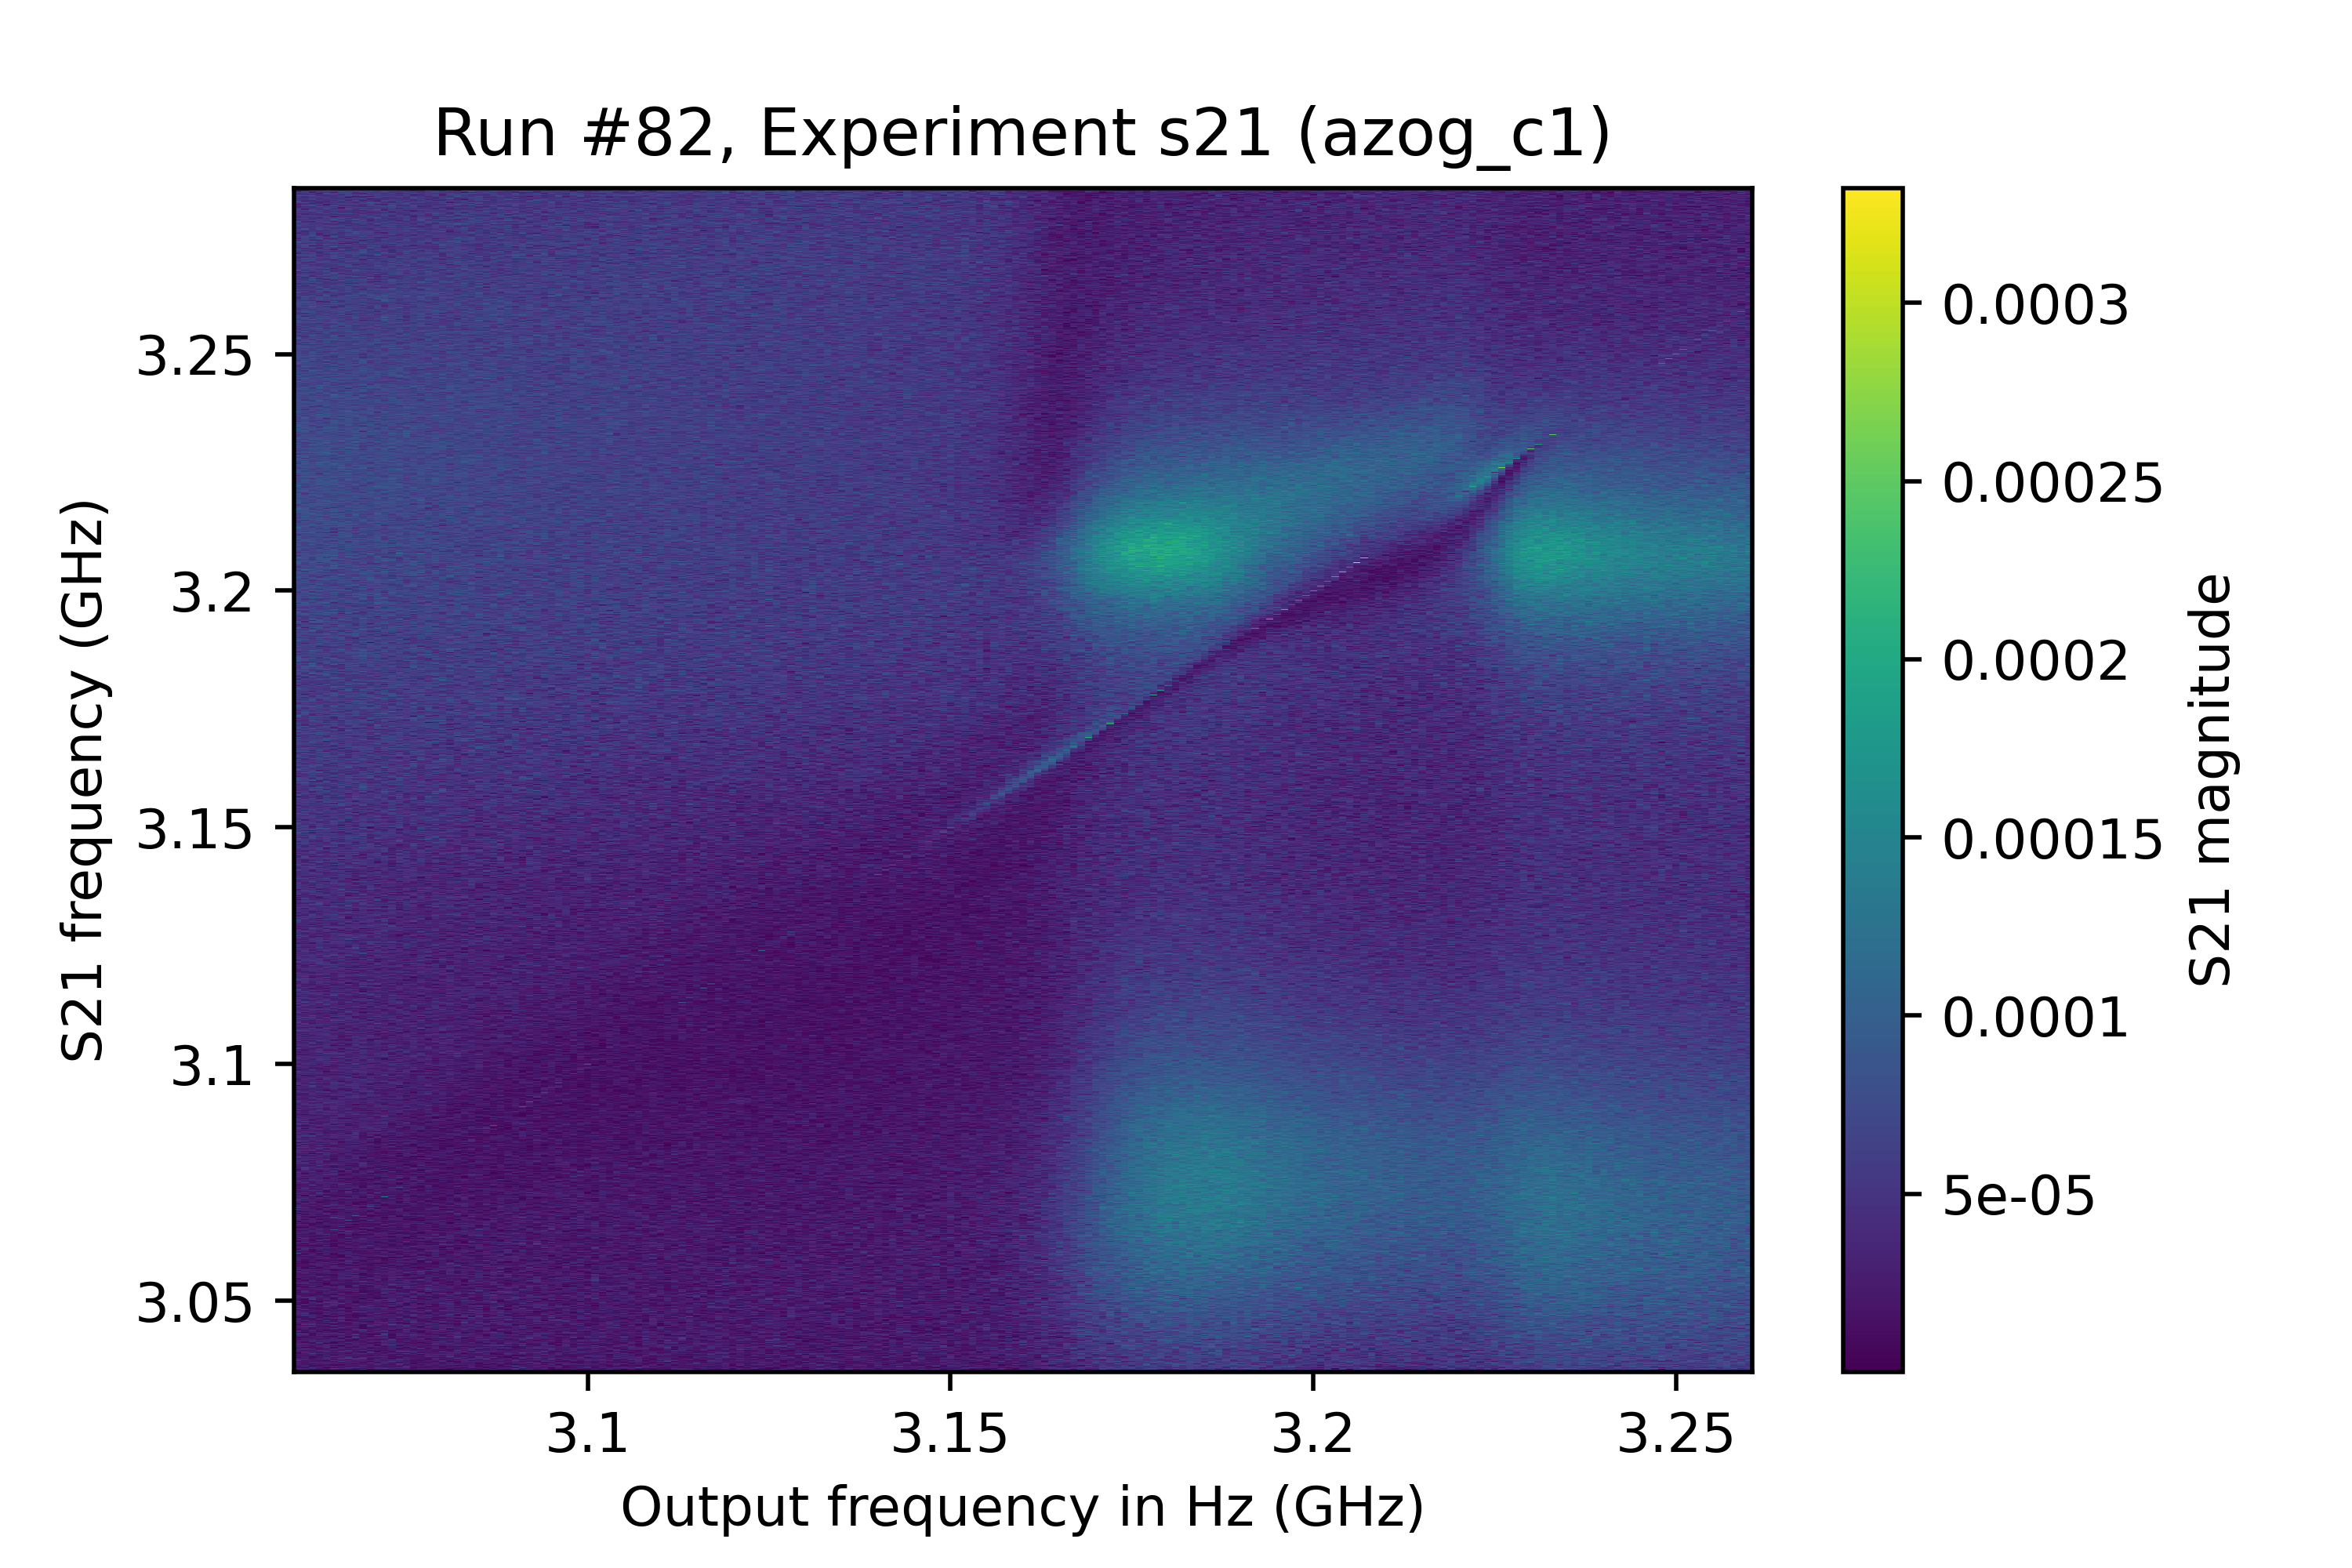 Run #82, Experiment s21 (azog_c1)
S21 frequency (GHz)
3.25
3.2
3.15
3.1
3.05
3.1
3.15
3.2
3.25
Output frequency in Hz (GHz)
0.0003
0.00025
0.0002
0.00015
0.0001
5e-05
S21 magnitude